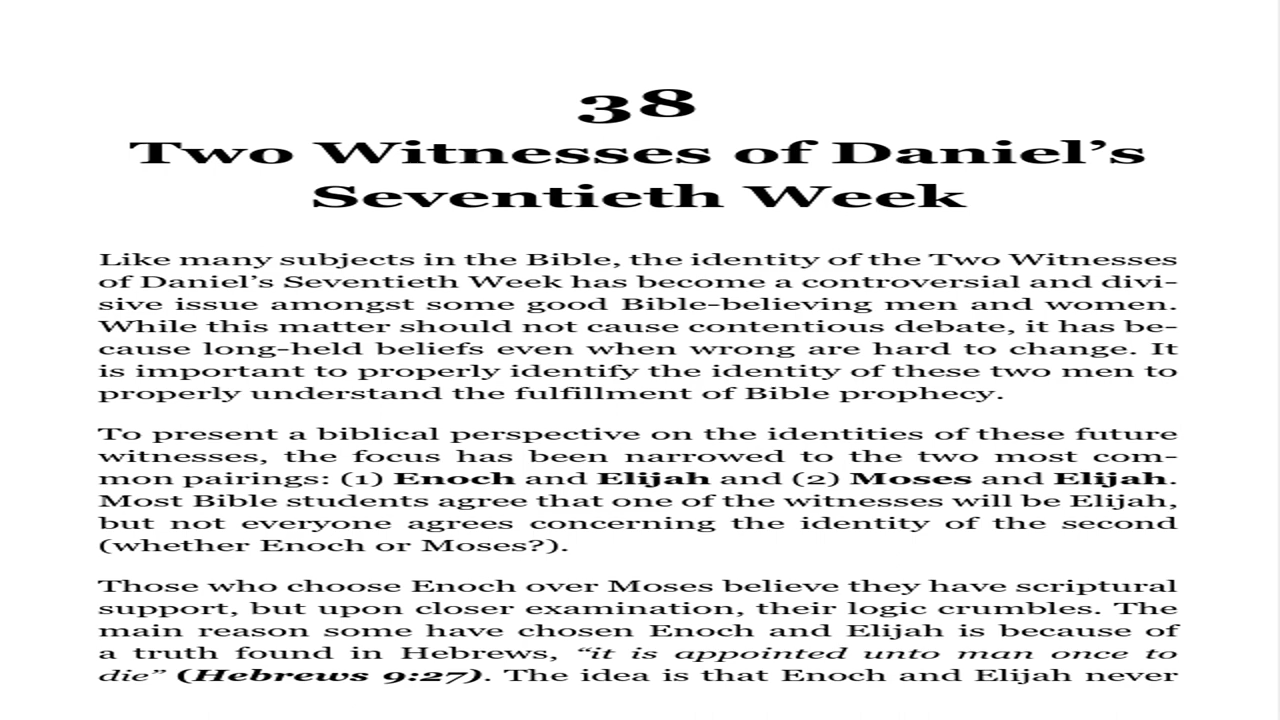 38
Two Witnesses of Daniel’s
Seventieth Week
Like many subjects in the Bible, the identity of the Two Witnesses
of Daniel’s Seventieth Week has become a controversial and divi-
sive issue amongst some good Bible-believing men and women.
While this matter should not cause contentious debate, it has be-
cause long-held beliefs even when wrong are hard to change. It
is important to properly identify the identity of these two men to
properly understand the fulfillment of Bible prophecy.
To present a biblical perspective on the identities of these future
witnesses, the focus has been narrowed to the two most com-
mon pairings: (1) Enoch and Elijah and (2) Moses and Elijah.
Most Bible students agree that one of the witnesses will be Elijah,
but not everyone agrees concerning the identity of the second
(whether Enoch or Moses?).
Those who choose Enoch over Moses believe they have scriptural
support, but upon closer examination, their logic crumbles. The
main reason some have chosen Enoch and Elijah is because of
a truth found in Hebrews, “it is appointed unto man once to
die” (Hebrews 9:27). The idea is that Enoch and Elijah never